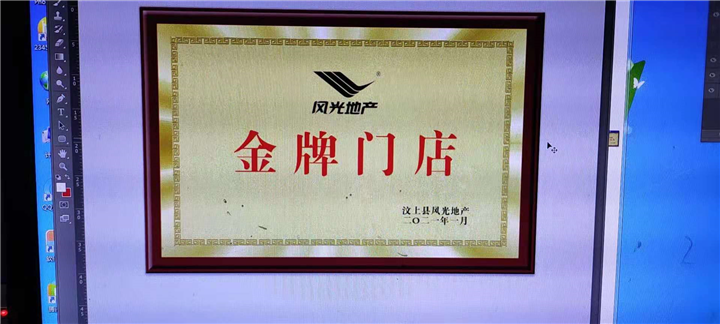 ®
风光地产
金牌门店
汶上县风光地产
二〇二一年一月
2345